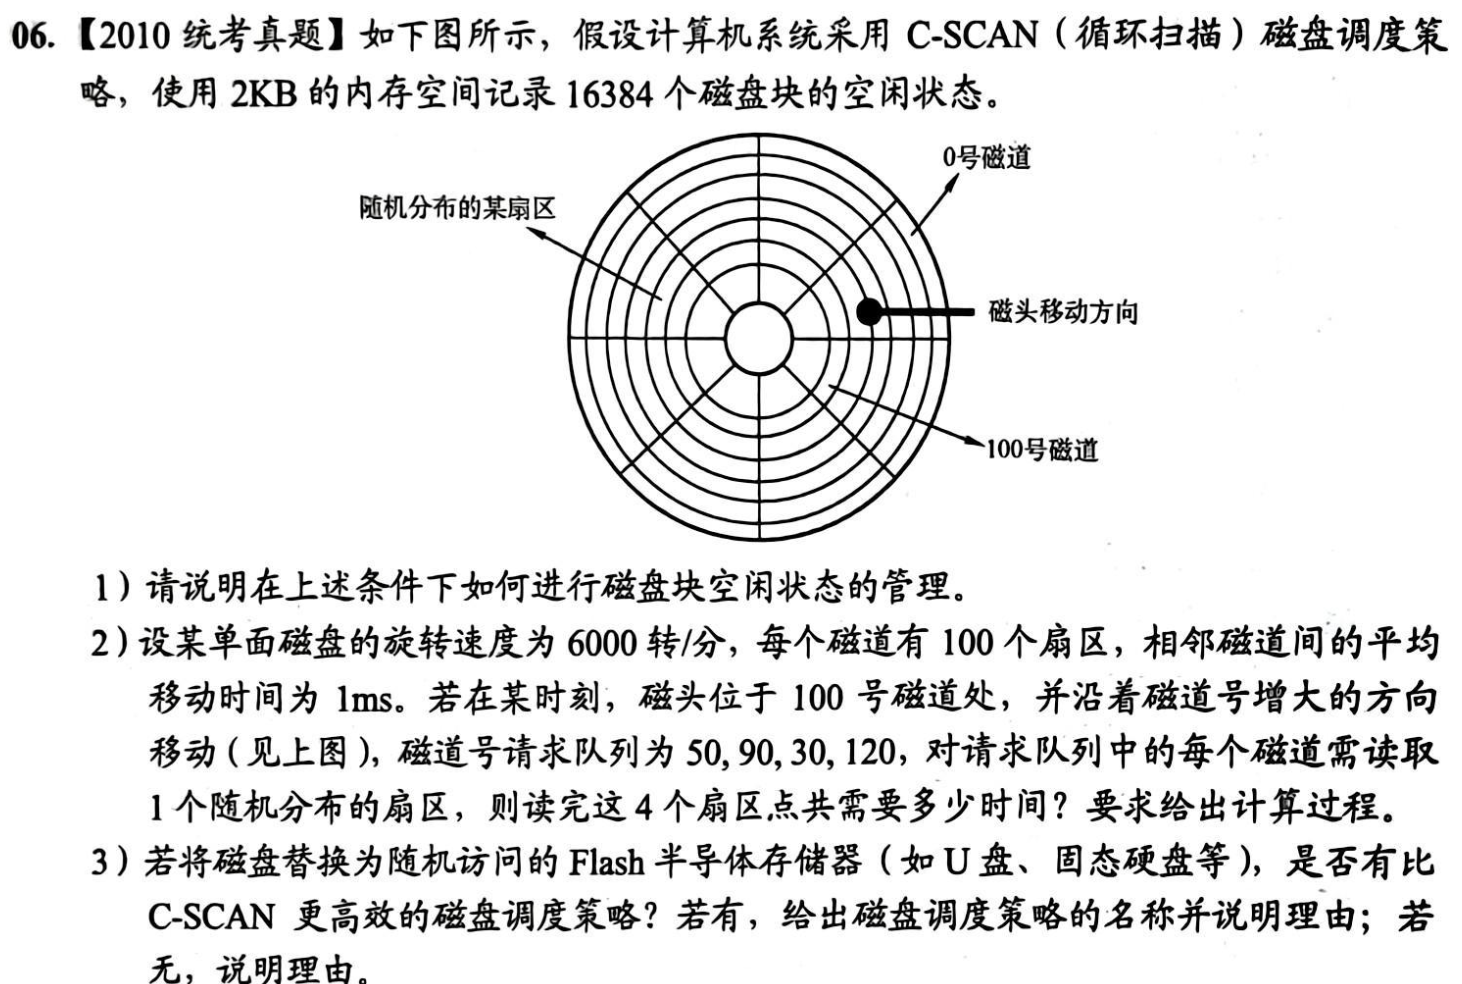 06.【2010 统考真题】如下图所示，假设计算机系统采用 C-SCAN（循环扫描）磁盘调度策
略，使用 2KB 的内存空间记录 16384 个磁盘块的空闲状态。
0号磁道
随机分布的某扇区
磁头移动方向
100号磁道
1）请说明在上述条件下如何进行磁盘块空闲状态的管理。
2）设某单面磁盘的旋转速度为 6000 转/分，每个磁道有 100 个扇区，相邻磁道间的平均
移动时间为 1ms。若在某时刻，磁头位于 100 号磁道处，并沿着磁道号增大的方向
移动（见上图），磁道号请求队列为 50, 90, 30, 120，对请求队列中的每个磁道需读取
1 个随机分布的扇区，则读完这 4 个扇区点共需要多少时间？要求给出计算过程。
3）若将磁盘替换为随机访问的 Flash 半导体存储器（如 U 盘、固态硬盘等），是否有比
C-SCAN 更高效的磁盘调度策略？若有，给出磁盘调度策略的名称并说明理由；若
无，说明理由。